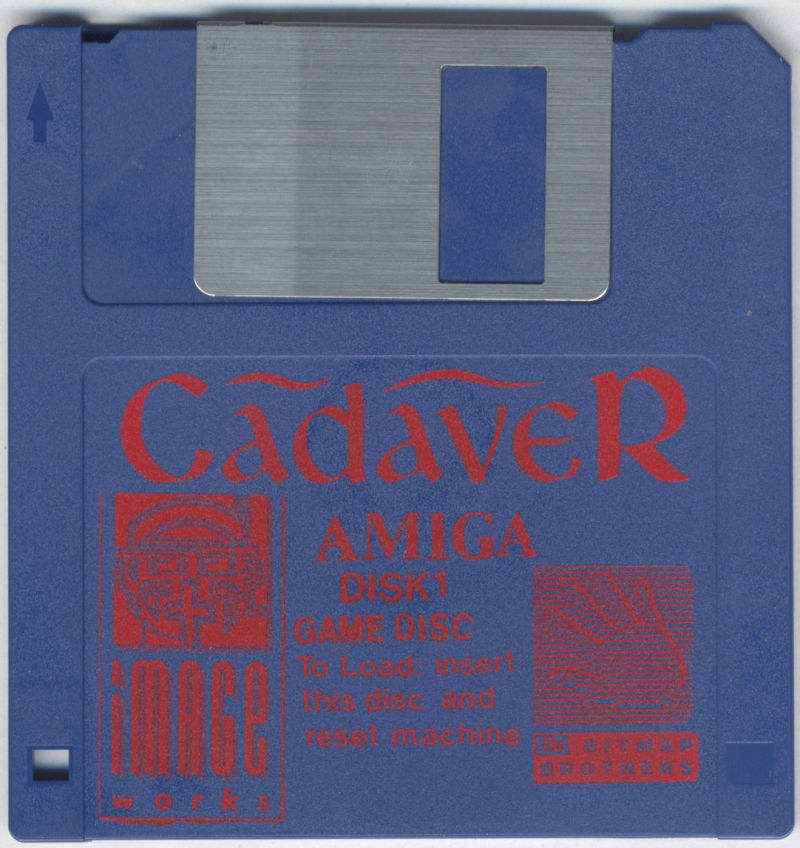 CadaveR
AMIGA
DISK1
GAME DISC
To Load: insert
this disc and
reset machine
iMAGe
works
The BITMAP
BROTHERS